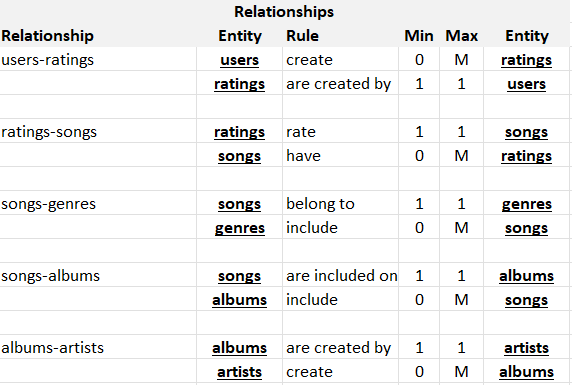 Relationships
Relationship Entity Rule Min Max Entity
users-ratings users create 0 M ratings
ratings are created by 1 1 users
ratings-songs ratings rate 1 1 songs
songs have 0 M ratings
songs-genres songs belong to 1 1 genres
genres include 0 M songs
songs-albums songs are included on 1 1 albums
albums include 0 M songs
albums-artists albums are created by 1 1 artists
artists create 0 M albums